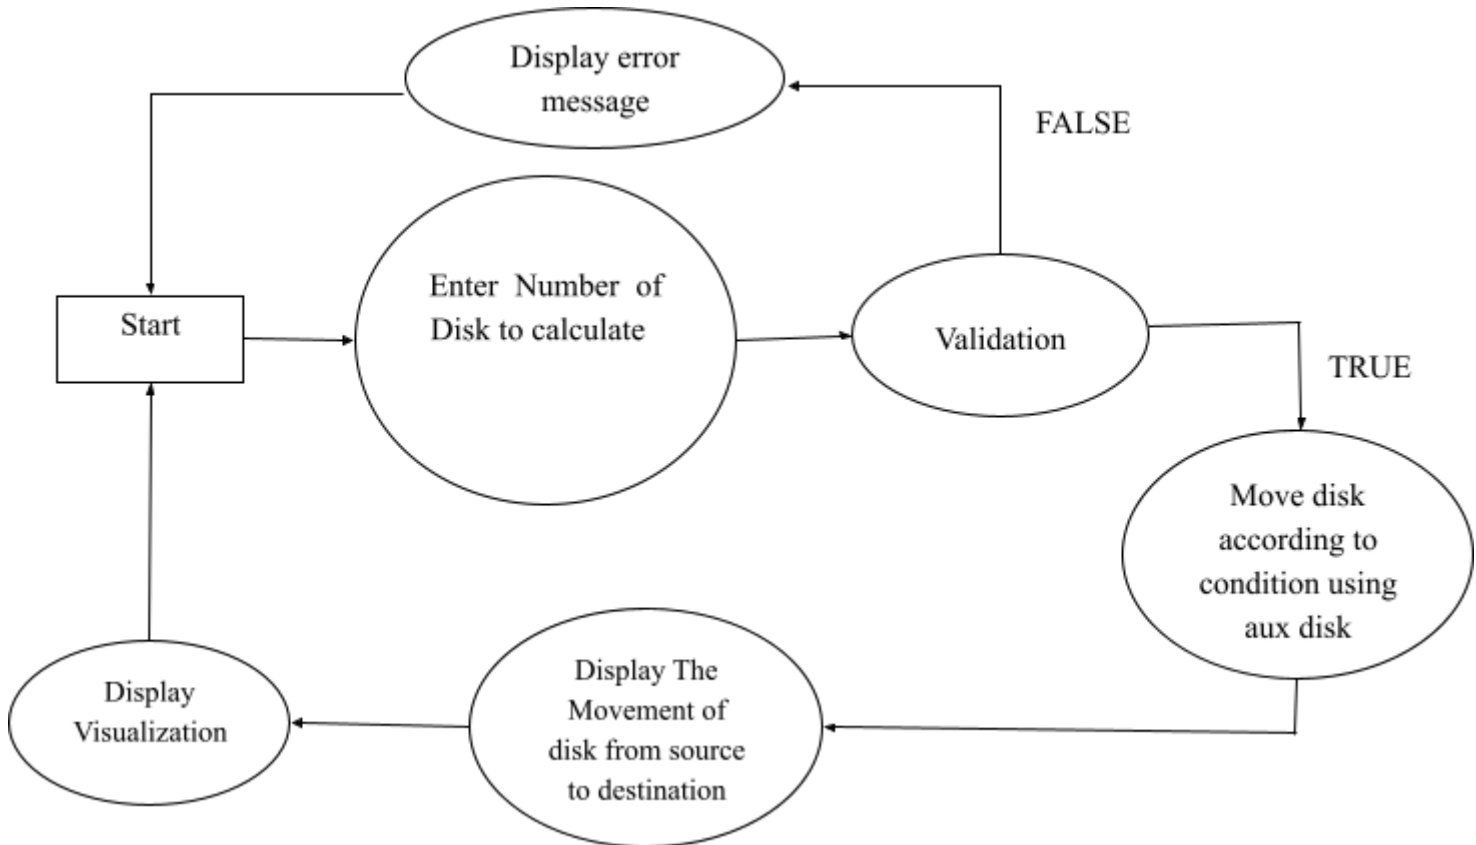 Display error
message
FALSE
Start
Enter Number of
Disk to calculate
Validation
TRUE
Move disk
according to
condition using
aux disk
Display The
Movement of
disk from source
to destination
Display
Visualization